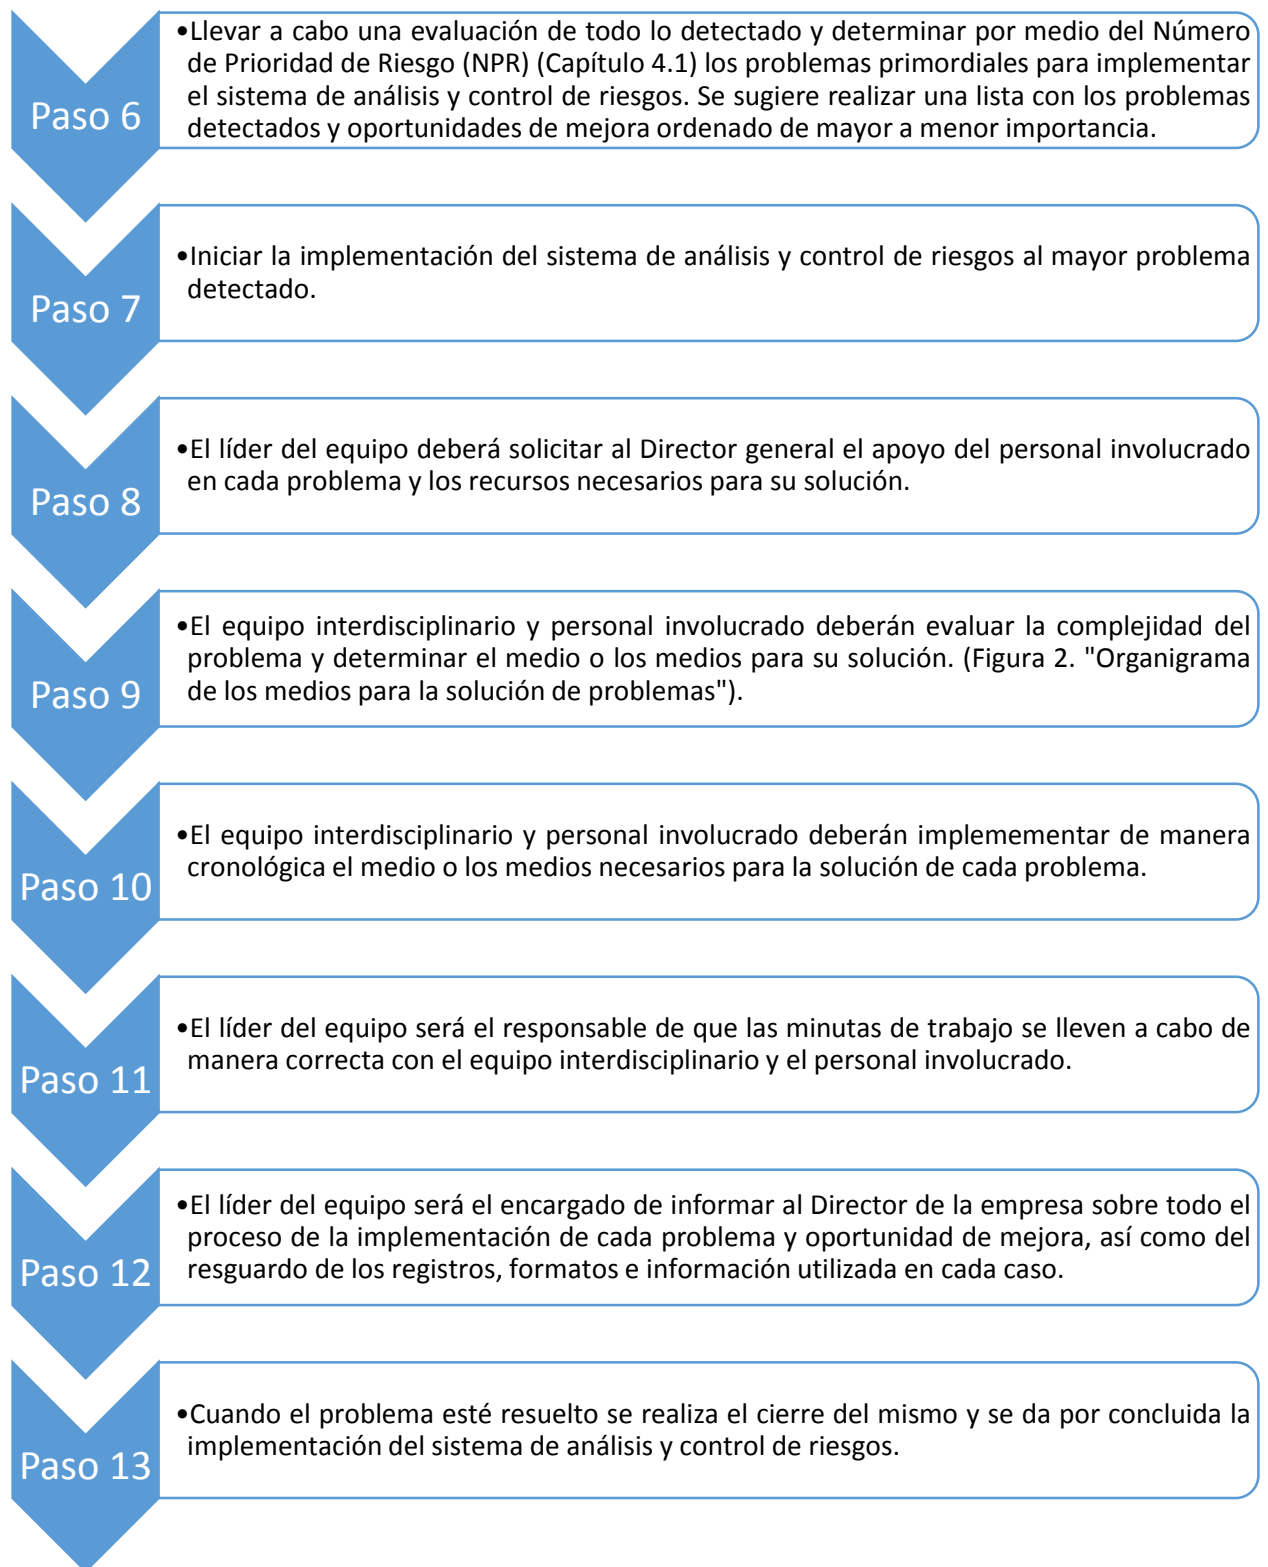 Paso 6
•Llevar a cabo una evaluación de todo lo detectado y determinar por medio del Número
de Prioridad de Riesgo (NPR) (Capítulo 4.1) los problemas primordiales para implementar
el sistema de análisis y control de riesgos. Se sugiere realizar una lista con los problemas
detectados y oportunidades de mejora ordenado de mayor a menor importancia.
Paso 7
•Iniciar la implementación del sistema de análisis y control de riesgos al mayor problema
detectado.
Paso 8
•El líder del equipo deberá solicitar al Director general el apoyo del personal involucrado
en cada problema y los recursos necesarios para su solución.
Paso 9
•El equipo interdisciplinario y personal involucrado deberán evaluar la complejidad del
problema y determinar el medio o los medios para su solución. (Figura 2. "Organigrama
de los medios para la solución de problemas").
Paso 10
•El equipo interdisciplinario y personal involucrado deberán implemementar de manera
cronológica el medio o los medios necesarios para la solución de cada problema.
Paso 11
•El líder del equipo será el responsable de que las minutas de trabajo se lleven a cabo de
manera correcta con el equipo interdisciplinario y el personal involucrado.
Paso 12
•El líder del equipo será el encargado de informar al Director de la empresa sobre todo el
proceso de la implementación de cada problema y oportunidad de mejora, así como del
resguardo de los registros, formatos e información utilizada en cada caso.
Paso 13
•Cuando el problema esté resuelto se realiza el cierre del mismo y se da por concluida la
implementación del sistema de análisis y control de riesgos.